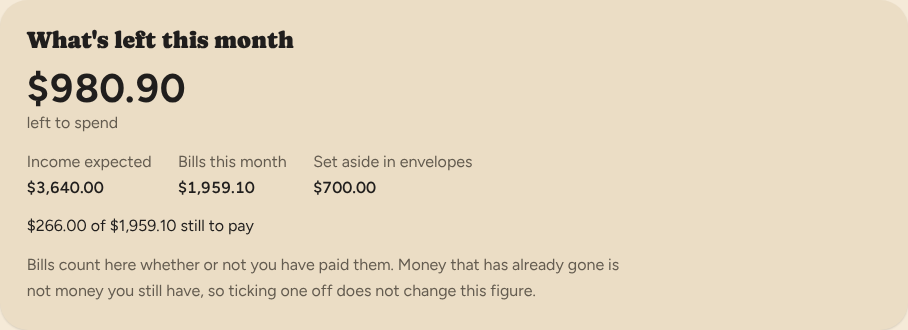 What's left this month
$980.90
left to spend
Income expected Bills this month Set aside in envelopes
$3,640.00 $1,959.10 $700.00
$266.00 of $1,959.10 still to pay
Bills count here whether or not you have paid them. Money that has already gone is
not money you still have, so ticking one off does not change this figure.